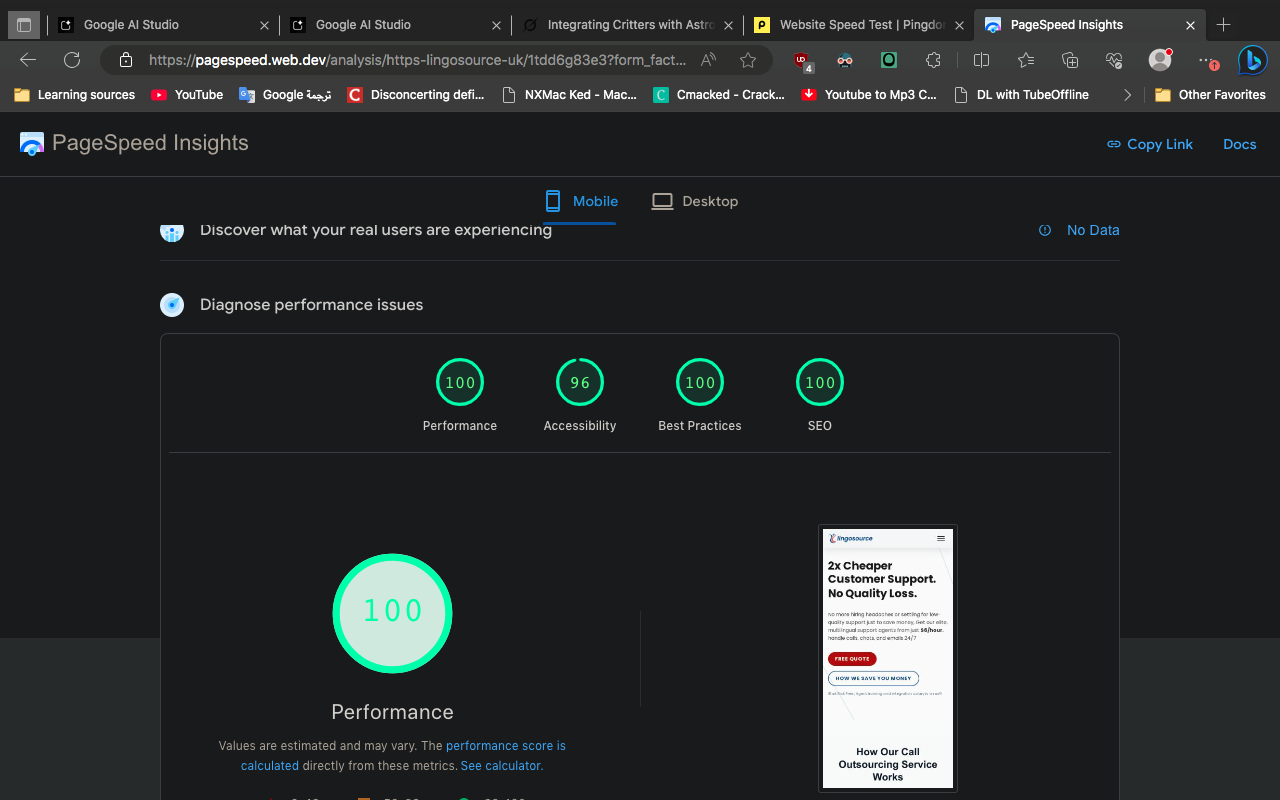 Google AI Studio
Google AI Studio
Integrating Critters with Astro
Website Speed Test | Pingdo
PageSpeed Insights
https://pagespeed.web.dev/analysis/https-lingosource-uk/1tdd6g83e3?form_fact...
UD
4
Learning sources
YouTube
Google ترجمة
Disconcerting defi...
NXMac Ked - Mac...
Cmacked - Crack...
Youtube to Mp3 C...
DL with TubeOffline
Other Favorites
PageSpeed Insights
Copy Link
Docs
Mobile
Desktop
Discover what your real users are experiencing
No Data
Diagnose performance issues
100
96
100
100
Performance
Accessibility
Best Practices
SEO
100
Performance
Values are estimated and may vary. The performance score is
calculated directly from these metrics. See calculator.
lingosource
2x Cheaper
Customer Support.
No Quality Loss.
No more hiring headaches or settling for low-
quality support just to save money, Get our elite,
multilingual support agents from just $6/hour.
handle calls, chats, and emails 24/7
FREE QUOTE
HOW WE SAVE YOU MONEY
How Our Call
Outsourcing Service
Works